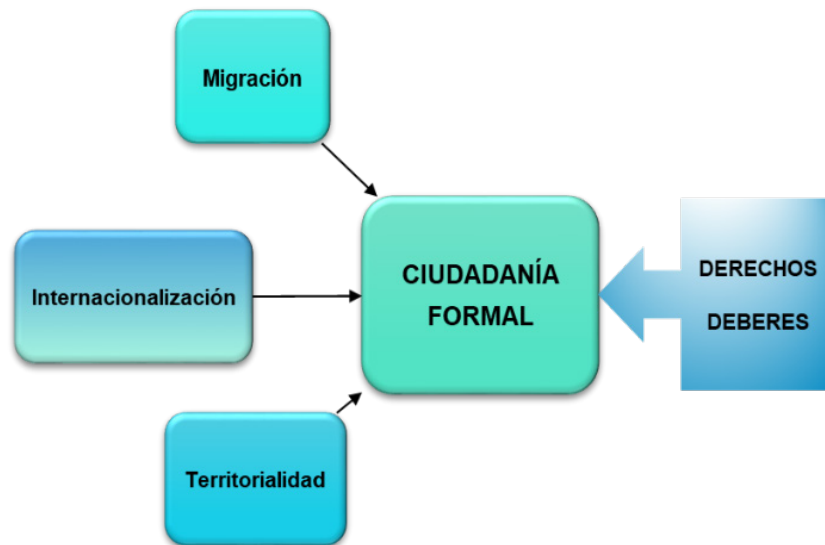 Migración
Internacionalización
CIUDADANÍA
FORMAL
DERECHOS
DEBERES
Territorialidad